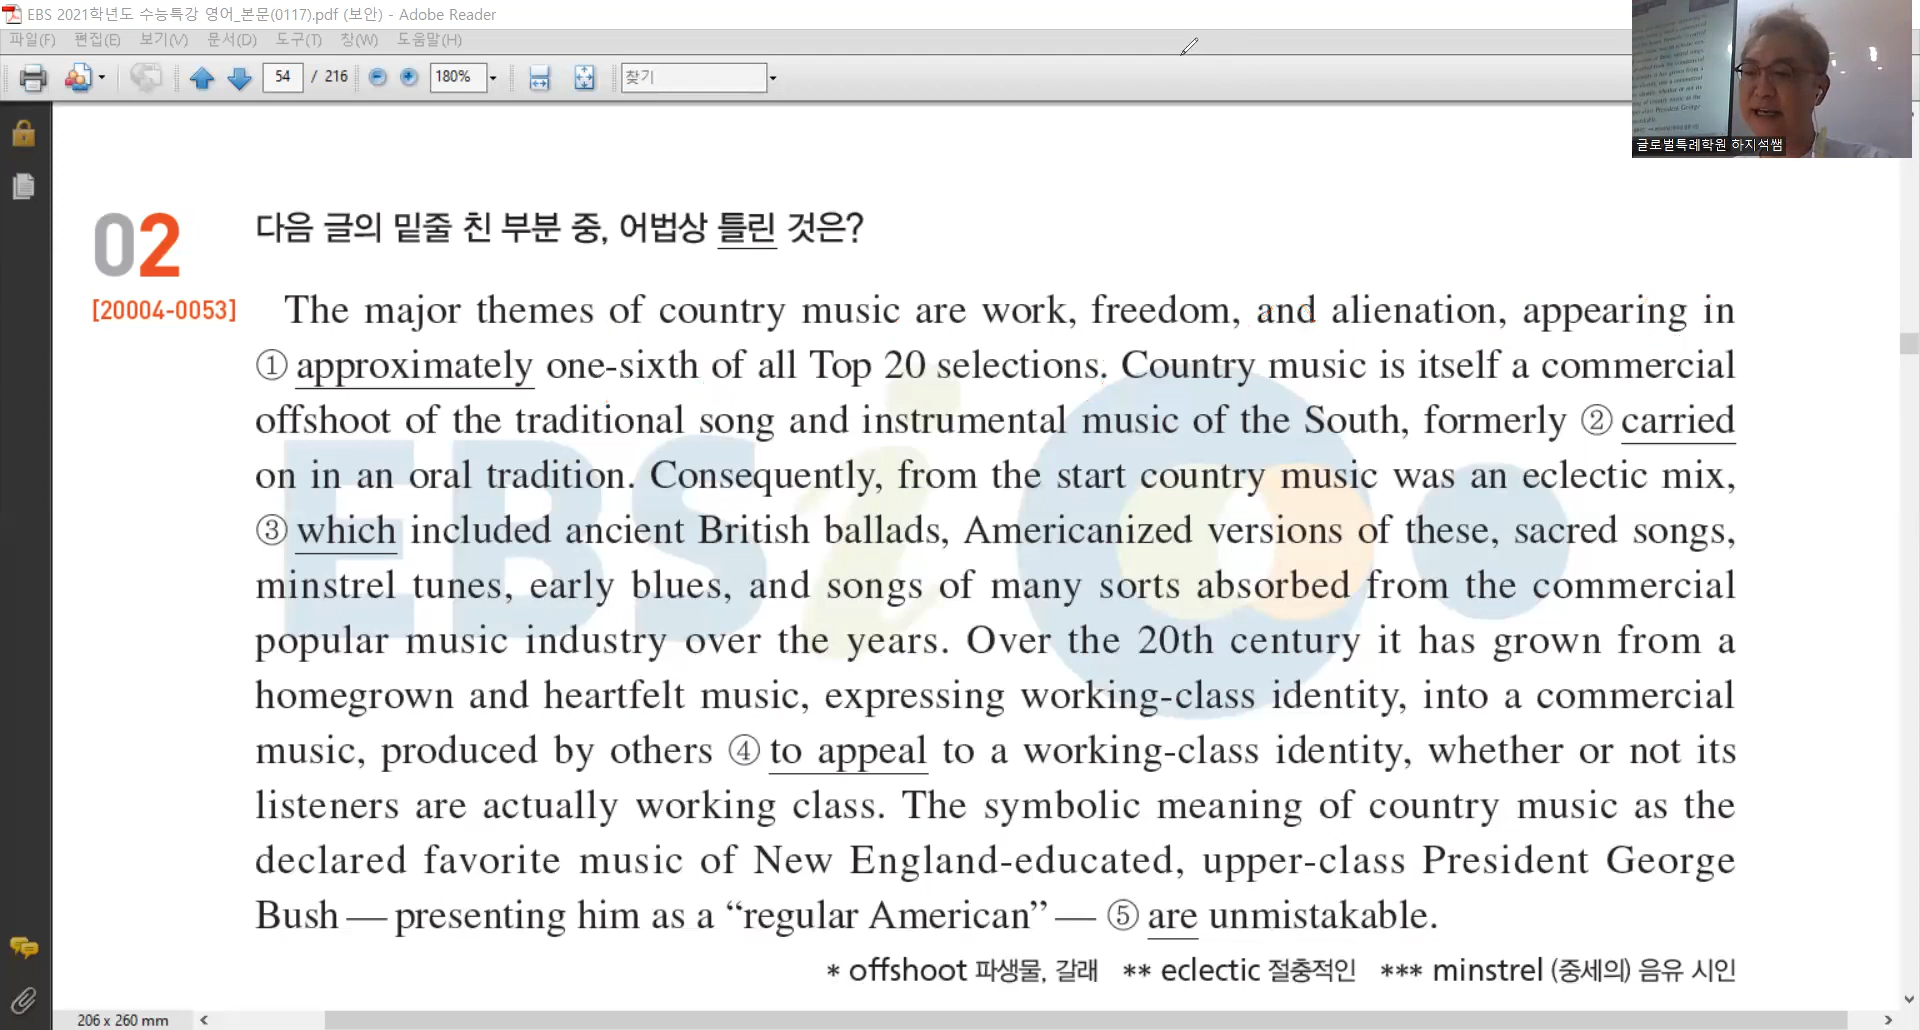 EBS 2021학년도 수능특강 영어_본문(0117).pdf (보안) - Adobe Reader
파일(F) 편집(E) 보기(V) 문서(D) 도구(T) 창(W) 도움말(H)
54 / 216 180% 찾기
글로벌특례학원 하지석쌤
02 다음 글의 밑줄 친 부분 중, 어법상 틀린 것은?
[20004-0053] The major themes of country music are work, freedom, and alienation, appearing in
① approximately one-sixth of all Top 20 selections. Country music is itself a commercial
offshoot of the traditional song and instrumental music of the South, formerly ② carried
on in an oral tradition. Consequently, from the start country music was an eclectic mix,
③ which included ancient British ballads, Americanized versions of these, sacred songs,
minstrel tunes, early blues, and songs of many sorts absorbed from the commercial
popular music industry over the years. Over the 20th century it has grown from a
homegrown and heartfelt music, expressing working-class identity, into a commercial
music, produced by others ④ to appeal to a working-class identity, whether or not its
listeners are actually working class. The symbolic meaning of country music as the
declared favorite music of New England-educated, upper-class President George
Bush — presenting him as a “regular American” — ⑤ are unmistakable.
* offshoot 파생물, 갈래 ** eclectic 절충적인 *** minstrel (중세의) 음유 시인
EBSi
206 x 260 mm